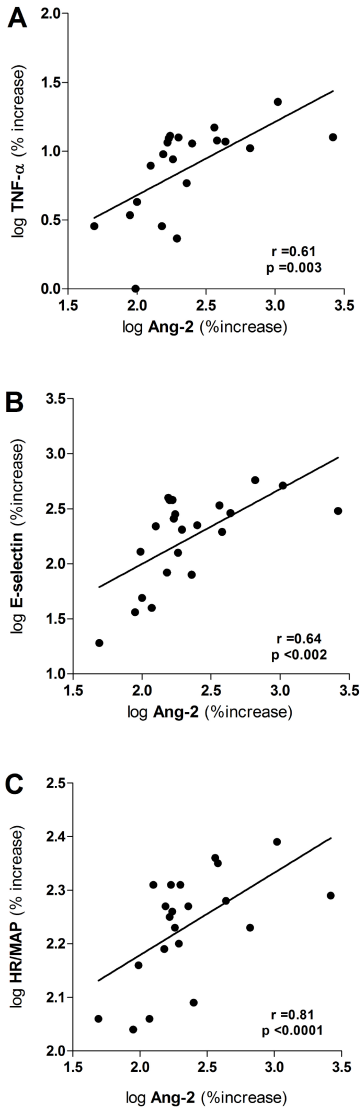 A
log TNF-α (% increase)
2.0
1.5
1.0
0.5
0.0
1.5 2.0 2.5 3.0 3.5
r =0.61
p =0.003
log Ang-2 (%increase)
B
log E-selectin (%increase)
3.5
3.0
2.5
2.0
1.5
1.0
1.5 2.0 2.5 3.0 3.5
r =0.64
p <0.002
log Ang-2 (%increase)
C
log HR/MAP (% increase)
2.5
2.4
2.3
2.2
2.1
2.0
1.5 2.0 2.5 3.0 3.5
r =0.81
p <0.0001
log Ang-2 (% increase)